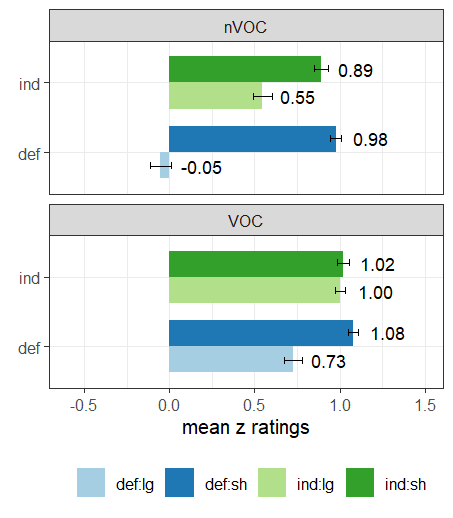 nVOC
ind
0.89
0.55
def
0.98
-0.05
VOC
ind
1.02
1.00
def
1.08
0.73
-0.5 0.0 0.5 1.0 1.5
mean z ratings
def:lg def:sh ind:lg ind:sh